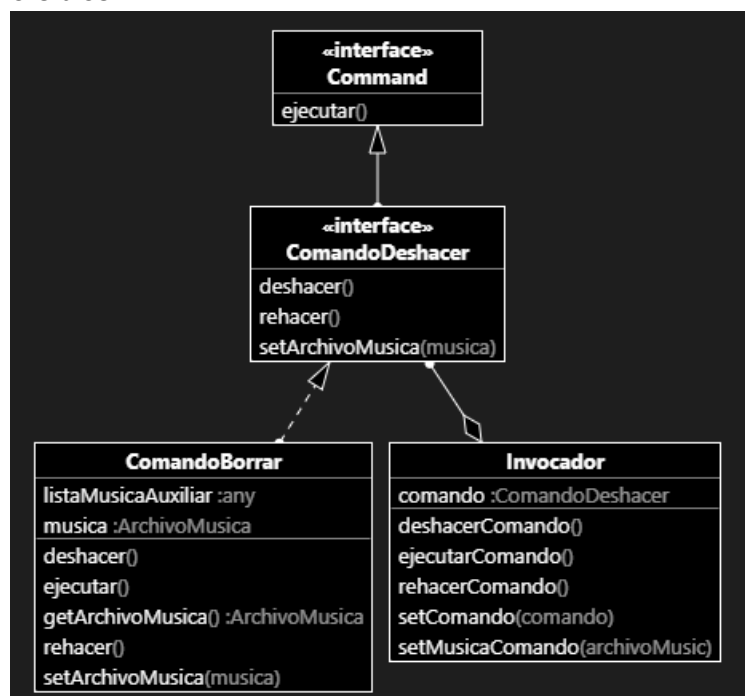 «interface»
Command
ejecutar()
«interface»
ComandoDeshacer
deshacer()
rehacer()
setArchivoMusica(musica)
ComandoBorrar
listaMusicaAuxiliar :any
musica :ArchivoMusica
deshacer()
ejecutar()
getArchivoMusica() :ArchivoMusica
rehacer()
setArchivoMusica(musica)
Invocador
comando :ComandoDeshacer
deshacerComando()
ejecutarComando()
rehacerComando()
setComando(comando)
setMusicaComando(archivoMusic)